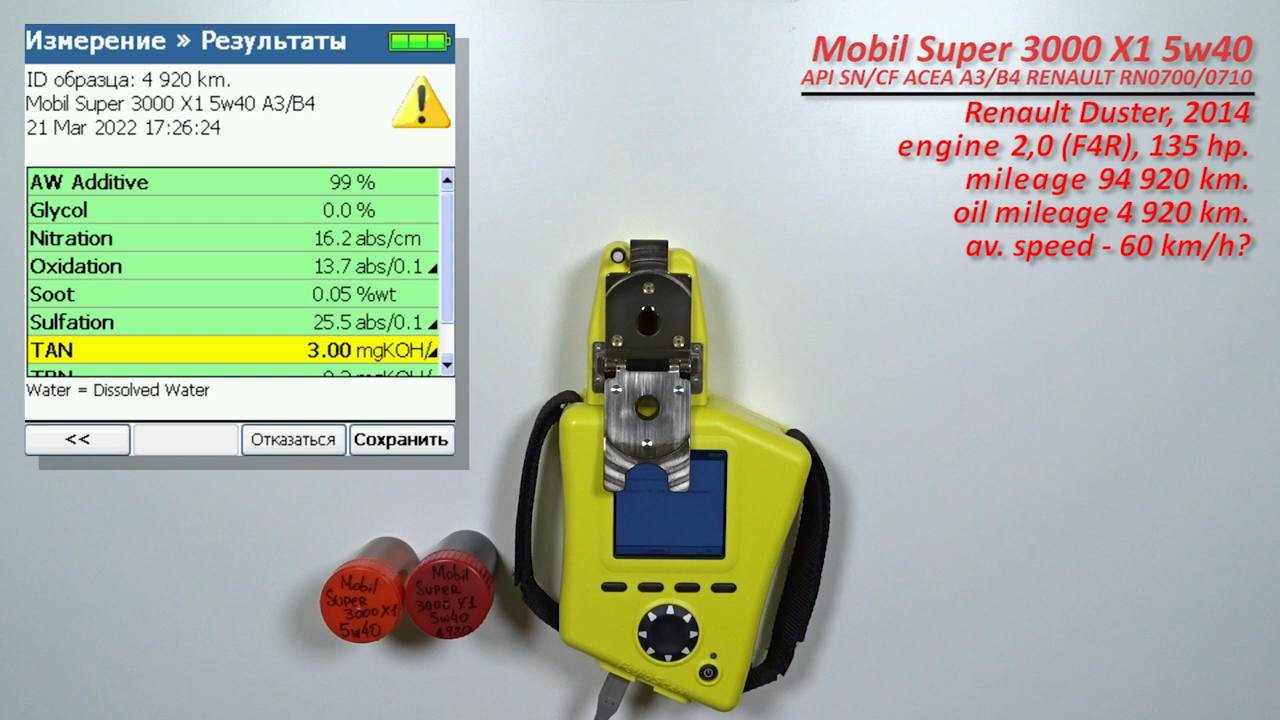 Измерение » Результаты
ID образца: 4 920 km.
Mobil Super 3000 X1 5w40 A3/B4
21 Mar 2022 17:26:24
AW Additive 99 %
Glycol 0.0 %
Nitration 16.2 abs/cm
Oxidation 13.7 abs/0.1
Soot 0.05 %wt
Sulfation 25.5 abs/0.1
TAN 3.00 mgKOH/
Water = Dissolved Water
<<
Отказаться
Сохранить
Mobil Super 3000 X1 5w40
API SN/CF ACEA A3/B4 RENAULT RN0700/0710
Renault Duster, 2014
engine 2,0 (F4R), 135 hp.
mileage 94 920 km.
oil mileage 4 920 km.
av. speed - 60 km/h?
Mobil
Super
3000 X1
5w40
Mobil
Super
3000 X1
5w40
4920